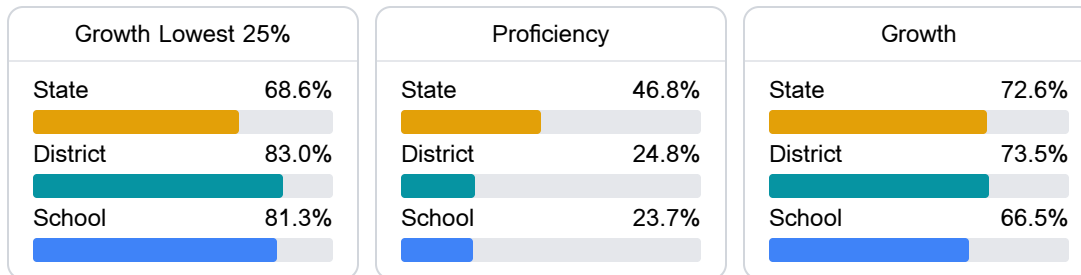 Growth Lowest 25%
State 68.6%
District 83.0%
School 81.3%
Proficiency
State 46.8%
District 24.8%
School 23.7%
Growth
State 72.6%
District 73.5%
School 66.5%